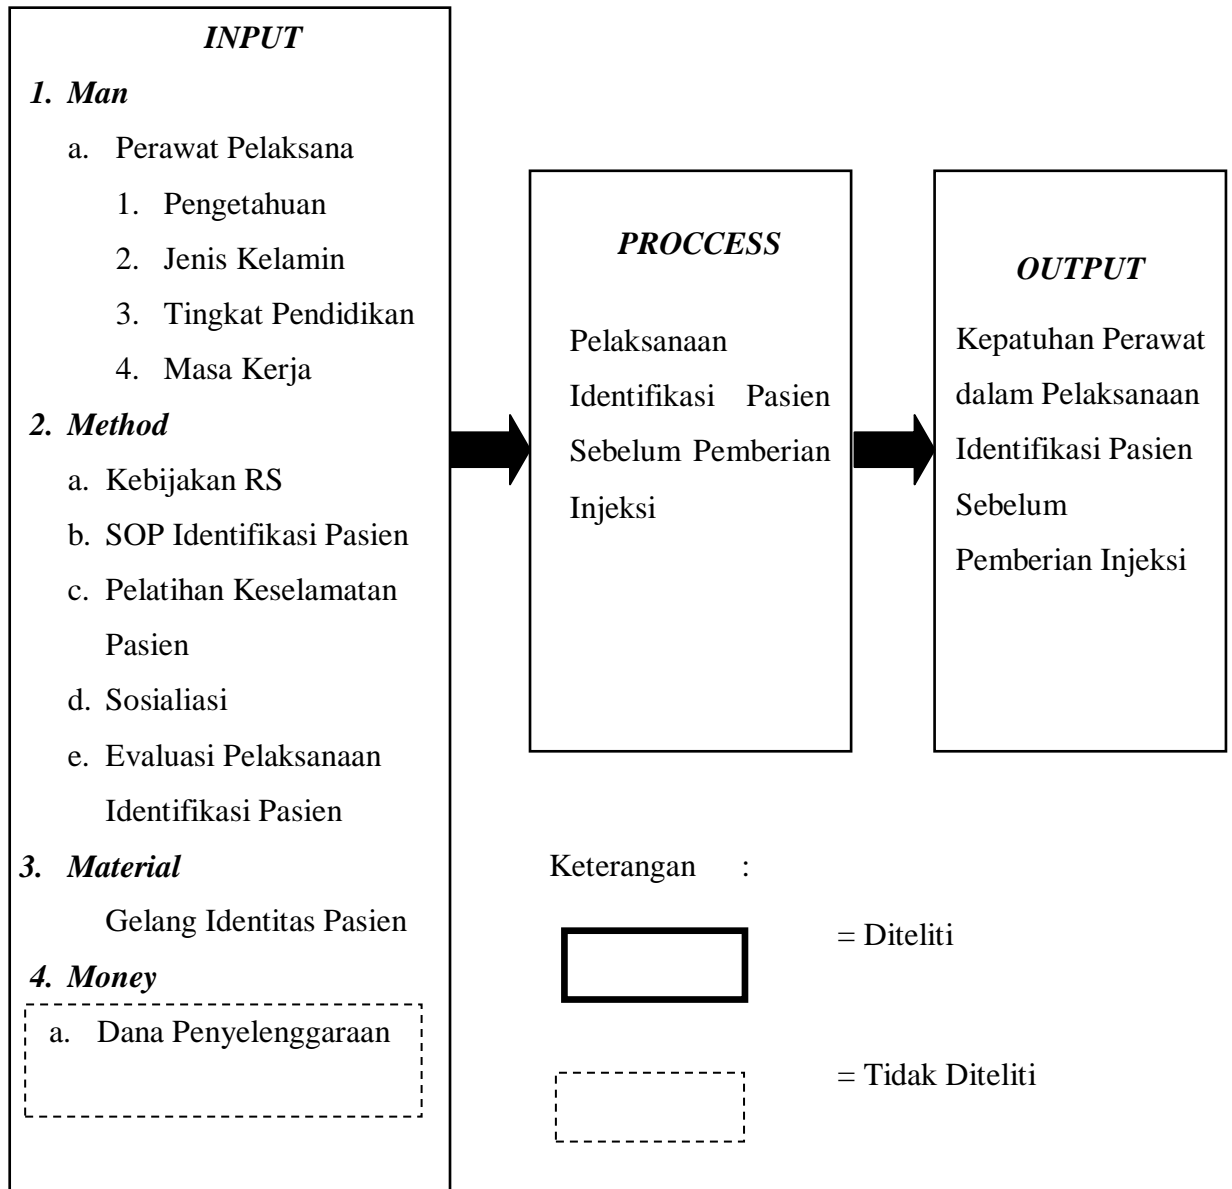 INPUT
1. Man
a. Perawat Pelaksana
1. Pengetahuan
2. Jenis Kelamin
3. Tingkat Pendidikan
4. Masa Kerja
2. Method
a. Kebijakan RS
b. SOP Identifikasi Pasien
c. Pelatihan Keselamatan
Pasien
d. Sosialiasi
e. Evaluasi Pelaksanaan
Identifikasi Pasien
3. Material
Gelang Identitas Pasien
4. Money
a. Dana Penyelenggaraan
PROCCESS
Pelaksanaan
Identifikasi Pasien
Sebelum Pemberian
Injeksi
OUTPUT
Kepatuhan Perawat
dalam Pelaksanaan
Identifikasi Pasien
Sebelum
Pemberian Injeksi
Keterangan :
= Diteliti
= Tidak Diteliti